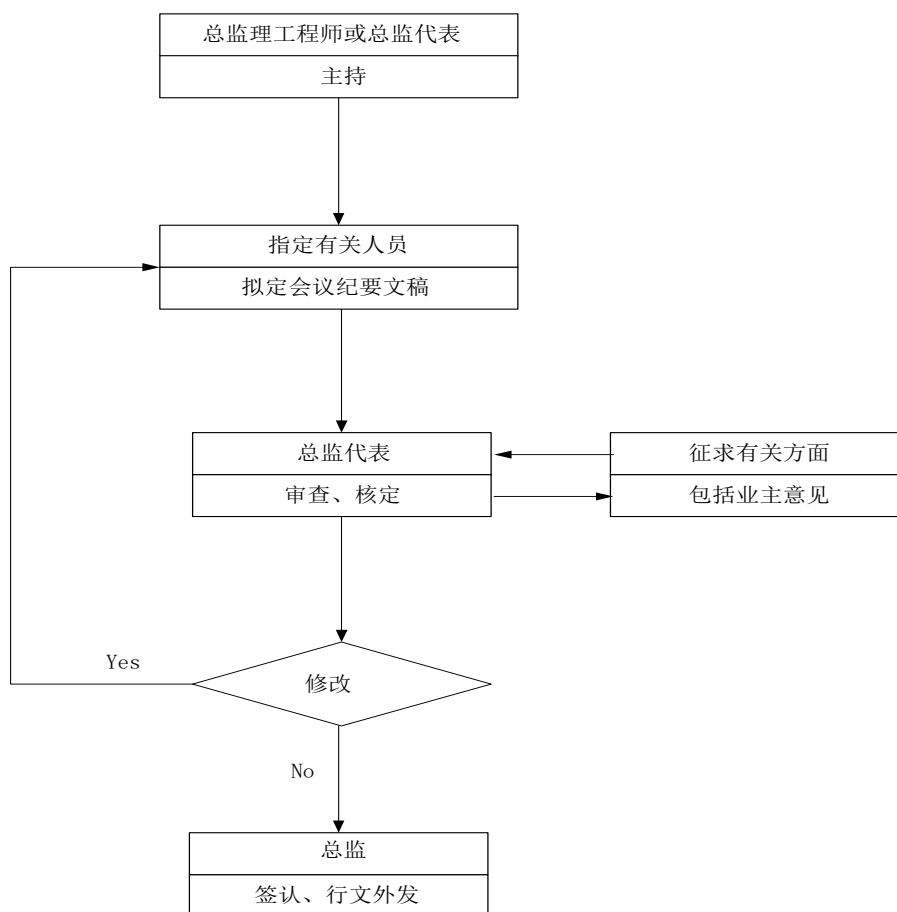 总监理工程师或总监代表
主持
指定有关人员
拟定会议纪要文稿
总监代表
征求有关方面
审查、核定
包括业主意见
Yes
修改
No
总监
签认、行文外发